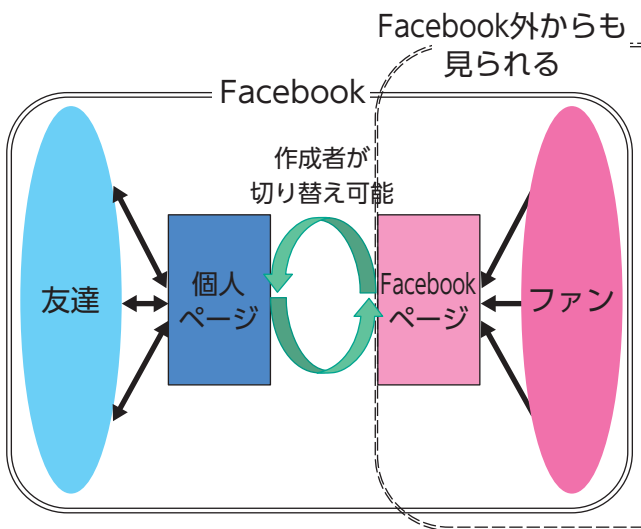 Facebook外からも
見られる
Facebook
作成者が
切り替え可能
友達
個人
ページ
Facebook
ページ
ファン